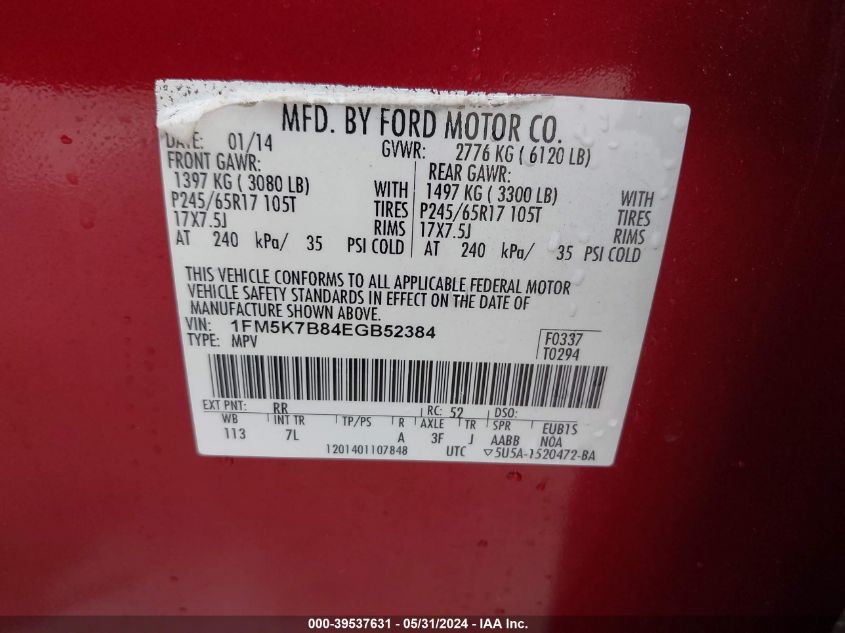 MFD. BY FORD MOTOR CO.
DATE: 01/14 GVWR: 2776 KG ( 6120 LB)
FRONT GAWR: REAR GAWR:
1397 KG ( 3080 LB) WITH 1497 KG ( 3300 LB) WITH
P245/65R17 105T TIRES P245/65R17 105T TIRES
17X7.5J RIMS 17X7.5J RIMS
AT 240 kPa/ 35 PSI COLD AT 240 kPa/ 35 PSI COLD
THIS VEHICLE CONFORMS TO ALL APPLICABLE FEDERAL MOTOR
VEHICLE SAFETY STANDARDS IN EFFECT ON THE DATE OF
MANUFACTURE SHOWN ABOVE.
VIN: 1FM5K7B84EGB52384 F0337
TYPE: MPV T0294
EXT PNT: RR RC: 52 DSO:
WB INT TR TP/PS R AXLE TR SPR EUB15
113 7L A 3F J AABB N0A
1201401107848 UTC ▽5U5A-1520472-BA
000-39537631 - 05/31/2024 - IAA Inc.